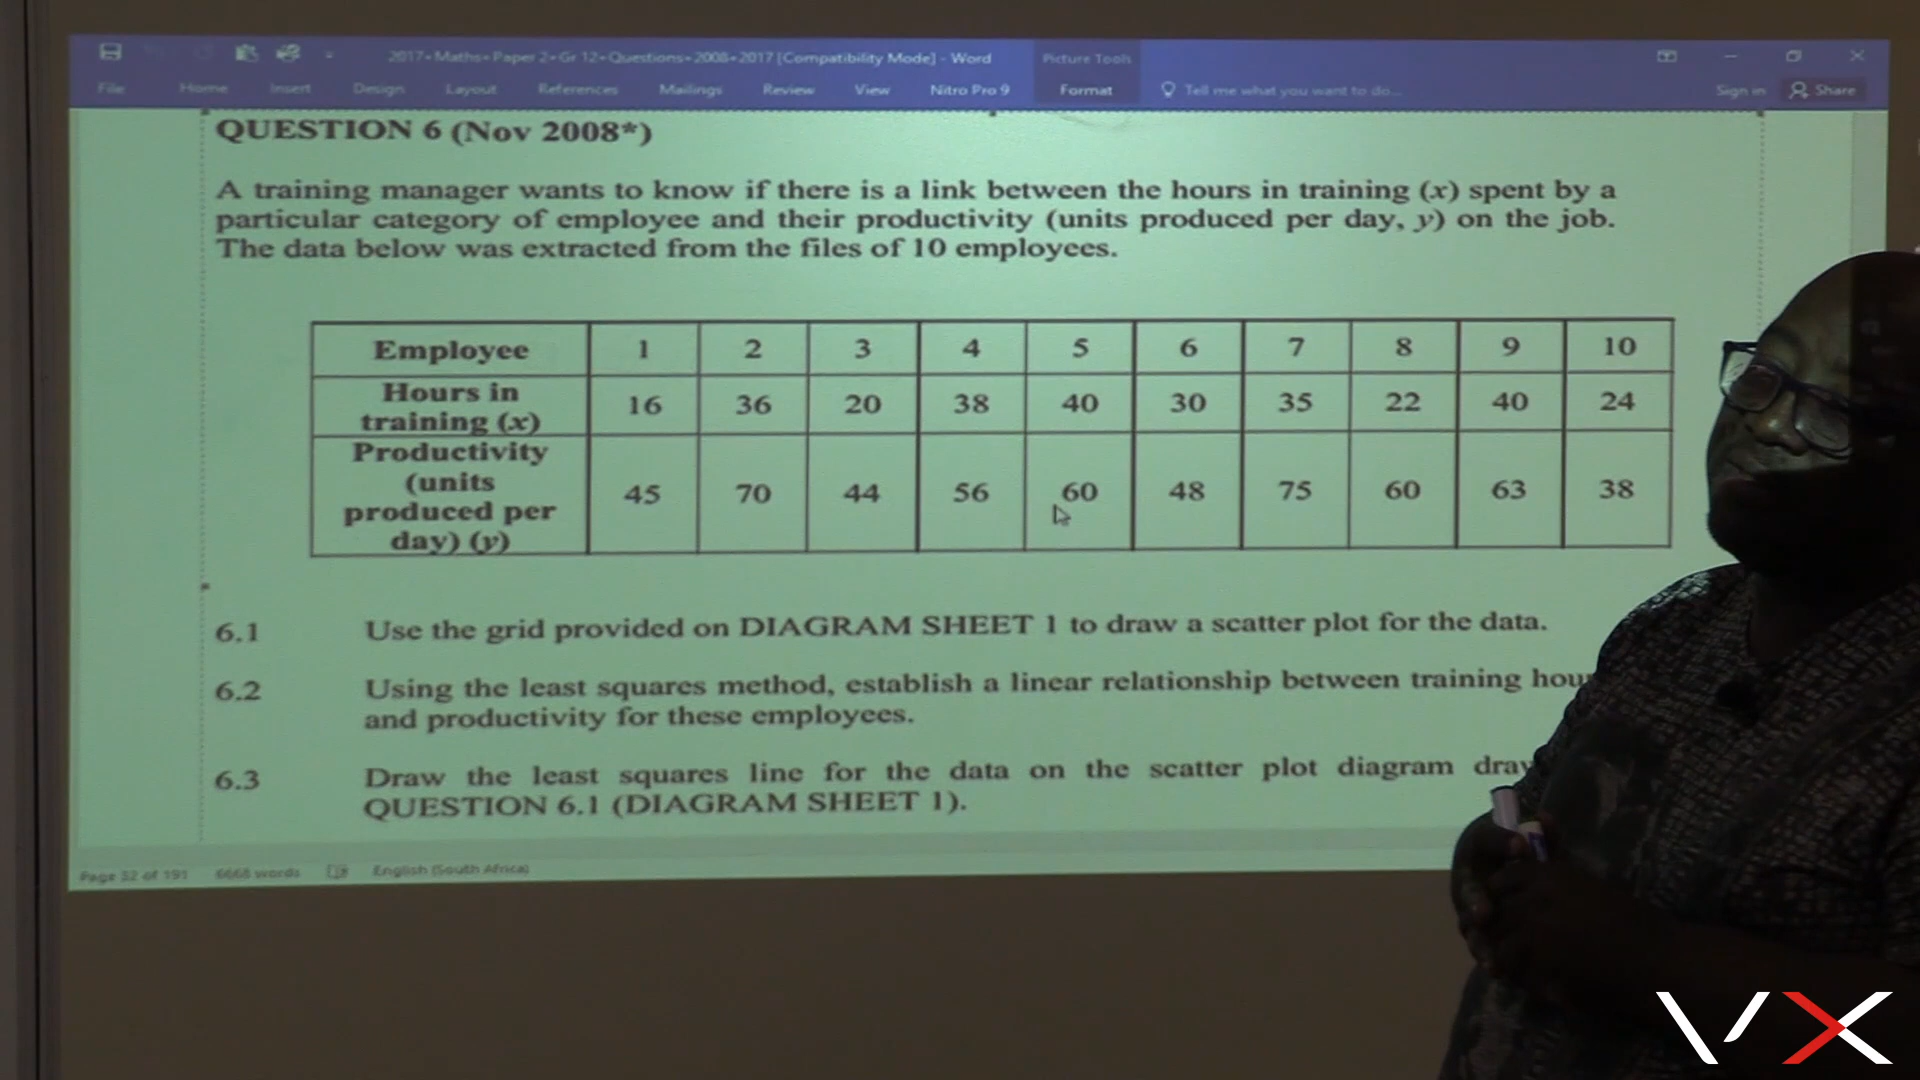 2017-Maths-Paper 2-Gr 12-Questions-2008-2017 [Compatibility Mode] - Word
Picture Tools
File Home Insert Design Layout References Mailings Review View Nitro Pro 9 Format Tell me what you want to do... Sign in Share
QUESTION 6 (Nov 2008*)
A training manager wants to know if there is a link between the hours in training (x) spent by a
particular category of employee and their productivity (units produced per day, y) on the job.
The data below was extracted from the files of 10 employees.
Employee 1 2 3 4 5 6 7 8 9 10
Hours in
training (x) 16 36 20 38 40 30 35 22 40 24
Productivity
(units
produced per
day) (y) 45 70 44 56 60 48 75 60 63 38
6.1 Use the grid provided on DIAGRAM SHEET 1 to draw a scatter plot for the data.
6.2 Using the least squares method, establish a linear relationship between training hou
and productivity for these employees.
6.3 Draw the least squares line for the data on the scatter plot diagram
QUESTION 6.1 (DIAGRAM SHEET 1).
Page 32 of 191 6668 words English (South Africa)
VX